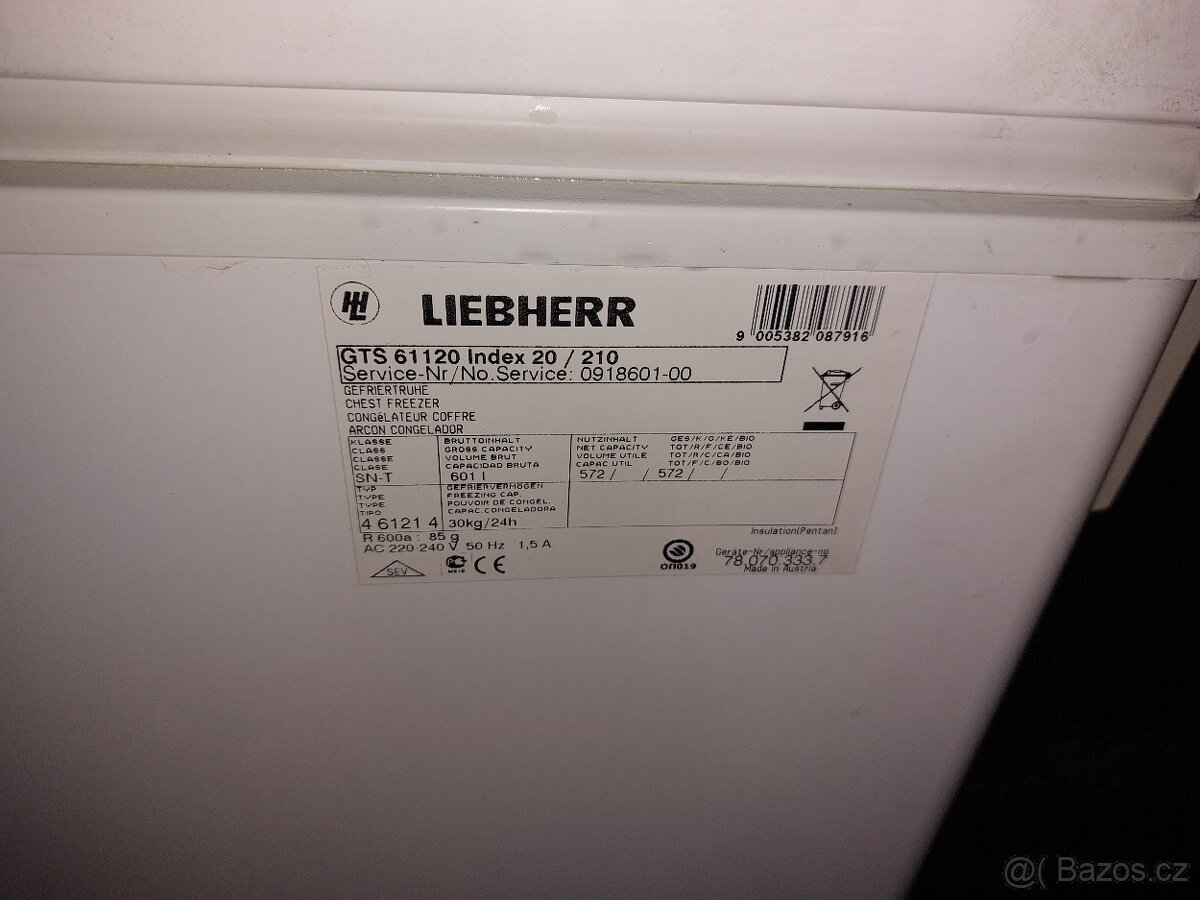 HL
LIEBHERR
9 005382 087916
GTS 61120 Index 20 / 210
Service-Nr/No.Service: 0918601-00
GEFRIERTRUHE
CHEST FREEZER
CONGéLATEUR COFFRE
ARCON CONGELADOR
KLASSE
CLASS
CLASSE
CLASE
SN-T
BRUTTOINHALT
GROSS CAPACITY
VOLUME BRUT
CAPACIDAD BRUTA
601 l
NUTZINHALT GES/K/G/KE/BIO
NET CAPACITY TOT/R/F/CE/BIO
VOLUME UTILE TOT/R/C/CA/BIO
CAPAC UTIL TOT/F/C/BO/BIO
572 / / 572 / /
TYP
TYPE
TYPE
TIPO
4 6121 4
GEFRIERVERMÖGEN
FREEZING CAP.
POUVOIR DE CONGEL.
CAPAC.CONGELADORA
30kg/24h
R 600a: 85 g
AC 220-240 V 50 Hz 1,5 A
Insulation(Pentan)
SEV
CE
Geräte-Nr/appliance-no
78.070.333.7
Made in Austria
@( Bazos.cz